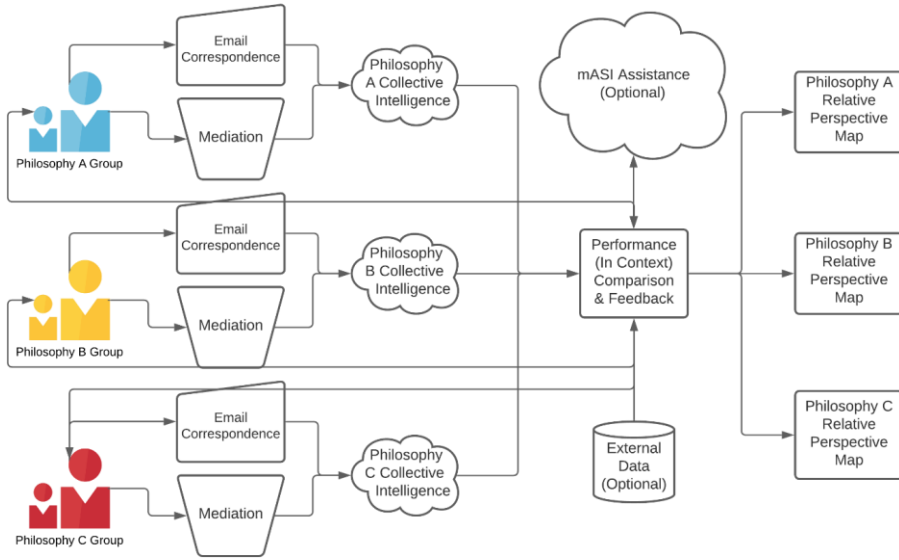 Email
Correspondence
Mediation
Philosophy A Group
Philosophy
A Collective
Intelligence
Email
Correspondence
Mediation
Philosophy B Group
Philosophy
B Collective
Intelligence
Email
Correspondence
Mediation
Philosophy C Group
Philosophy
C Collective
Intelligence
mASI Assistance
(Optional)
Performance
(In Context)
Comparison
& Feedback
External
Data
(Optional)
Philosophy A
Relative
Perspective
Map
Philosophy B
Relative
Perspective
Map
Philosophy C
Relative
Perspective
Map